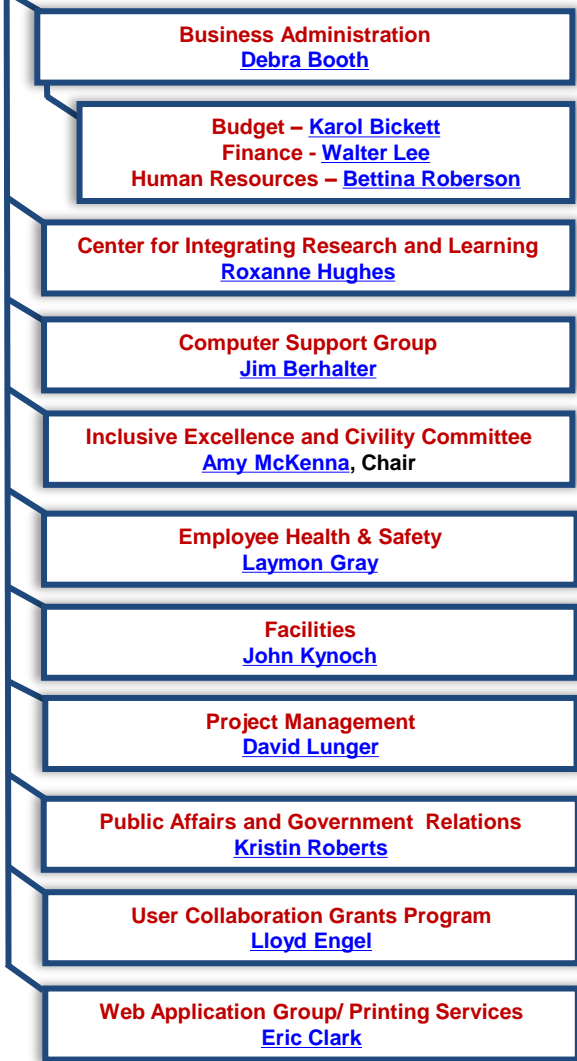 Business Administration
Debra Booth
Budget – Karol Bickett
Finance - Walter Lee
Human Resources – Bettina Roberson
Center for Integrating Research and Learning
Roxanne Hughes
Computer Support Group
Jim Berhalter
Inclusive Excellence and Civility Committee
Amy McKenna, Chair
Employee Health & Safety
Laymon Gray
Facilities
John Kynoch
Project Management
David Lunger
Public Affairs and Government  Relations
Kristin Roberts
User Collaboration Grants Program
Lloyd Engel
Web Application Group/ Printing Services
Eric Clark